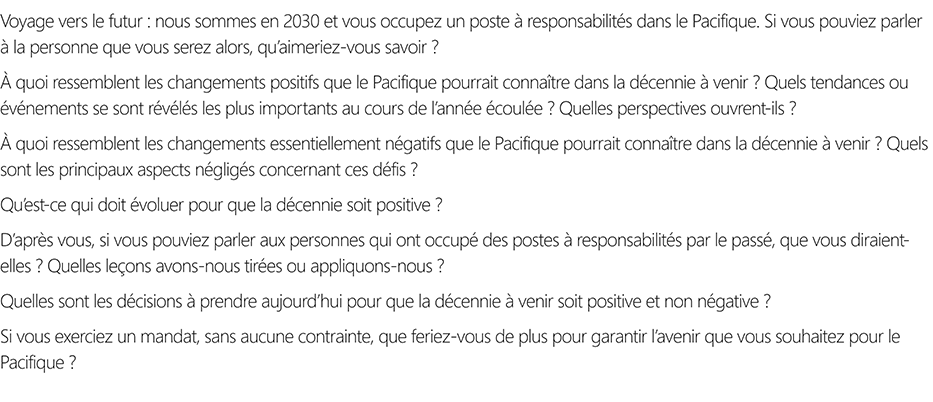 Voyage vers le futur : nous sommes en 2030 et vous occupez un poste à responsabilités dans le Pacifique. Si vous pouviez parler
à la personne que vous serez alors, qu’aimeriez-vous savoir ?
À quoi ressemblent les changements positifs que le Pacifique pourrait connaître dans la décennie à venir ? Quels tendances ou
événements se sont révélés les plus importants au cours de l’année écoulée ? Quelles perspectives ouvrent-ils ?
À quoi ressemblent les changements essentiellement négatifs que le Pacifique pourrait connaître dans la décennie à venir ? Quels
sont les principaux aspects négligés concernant ces défis ?
Qu’est-ce qui doit évoluer pour que la décennie soit positive ?
D’après vous, si vous pouviez parler aux personnes qui ont occupé des postes à responsabilités par le passé, que vous diraient-
elles ? Quelles leçons avons-nous tirées ou appliquons-nous ?
Quelles sont les décisions à prendre aujourd’hui pour que la décennie à venir soit positive et non négative ?
Si vous exerciez un mandat, sans aucune contrainte, que feriez-vous de plus pour garantir l’avenir que vous souhaitez pour le
Pacifique ?